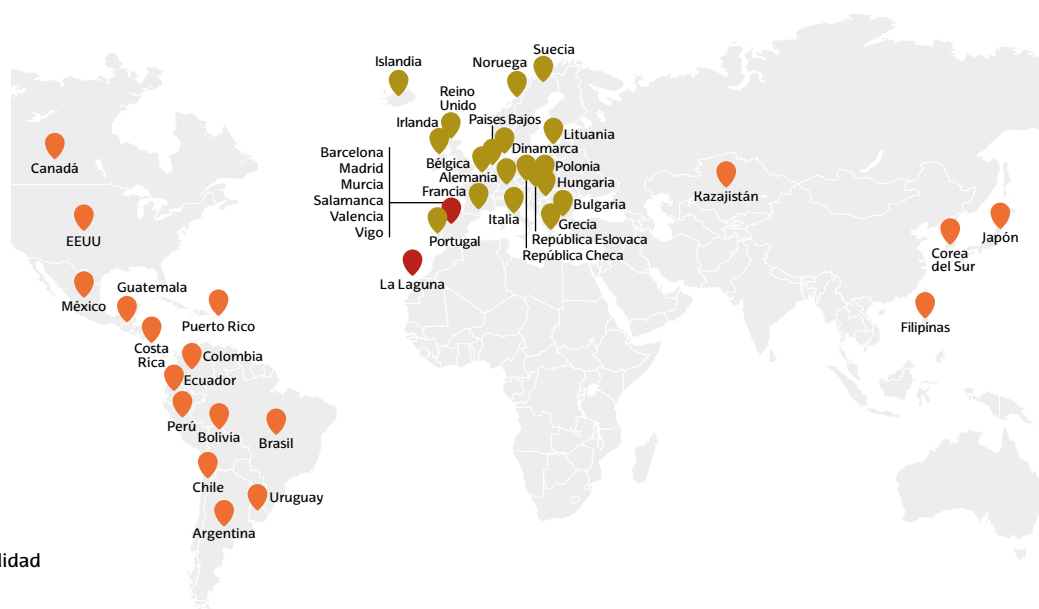 Suecia
Islandia
Noruega
Reino
Unido
Paises Bajos
Irlanda
Lituania
Dinamarca
Barcelona
Madrid
Murcia
Salamanca
Valencia
Vigo
Bélgica
Alemania
Francia
Polonia
Hungaria
Bulgaria
Italia
Grecia
Portugal
República Eslovaca
República Checa
La Laguna
Canadá
EEUU
México
Guatemala
Puerto Rico
Costa
Rica
Colombia
Ecuador
Perú
Bolivia
Brasil
Chile
Uruguay
Argentina
Kazajistán
Japón
Corea
del Sur
Filipinas
lidad